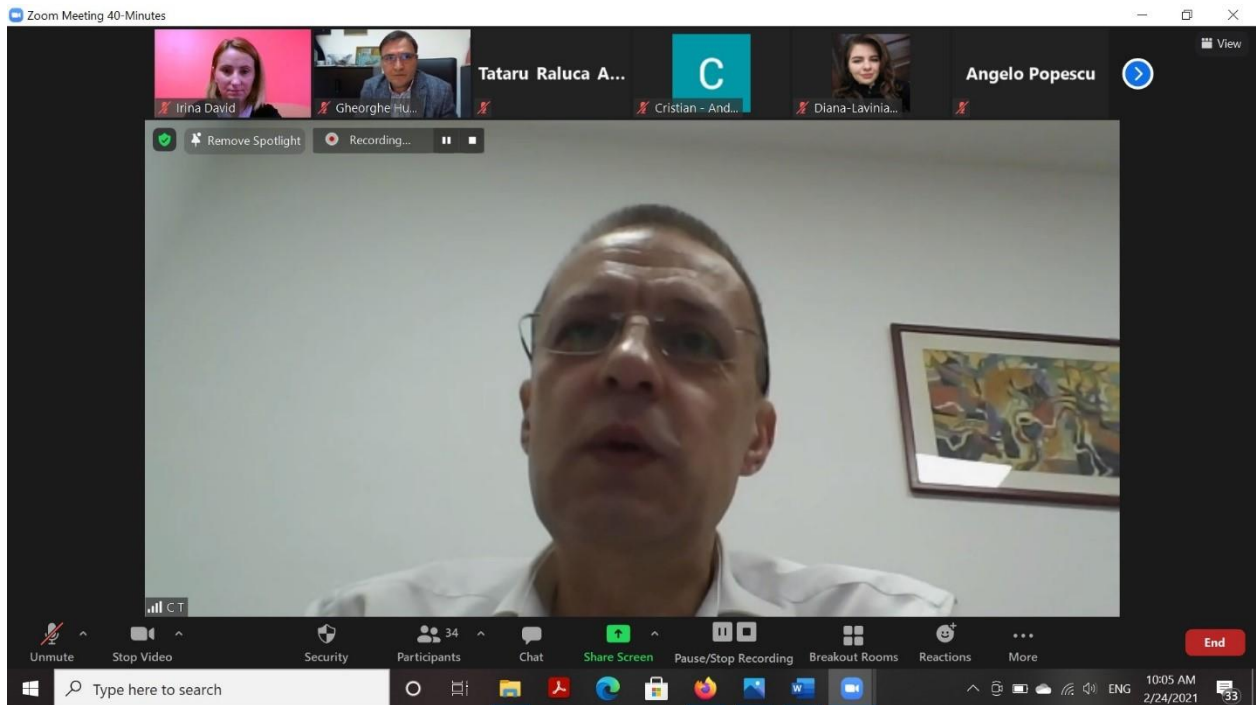 Zoom Meeting 40-Minutes
View
Irina David
Gheorghe Hu...
Tataru Raluca A...
C
Cristian - And...
Diana-Lavinia...
Angelo Popescu
Remove Spotlight
Recording...
C T
Unmute
Stop Video
Security
Participants
34
Chat
Share Screen
Pause/Stop Recording
Breakout Rooms
Reactions
More
End
Type here to search
ENG
10:05 AM
2/24/2021
33